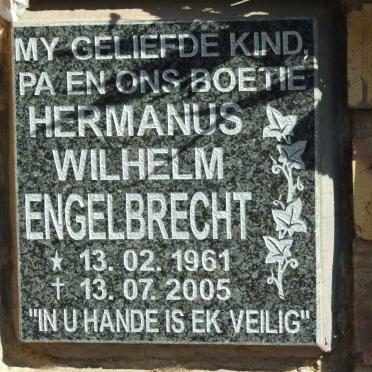 MY GELIEFDE KIND,
PA EN ONS BOETIE
HERMANUS
WILHELM
ENGELBRECHT
★ 13. 02. 1961
† 13. 07. 2005
"IN U HANDE IS EK VEILIG"